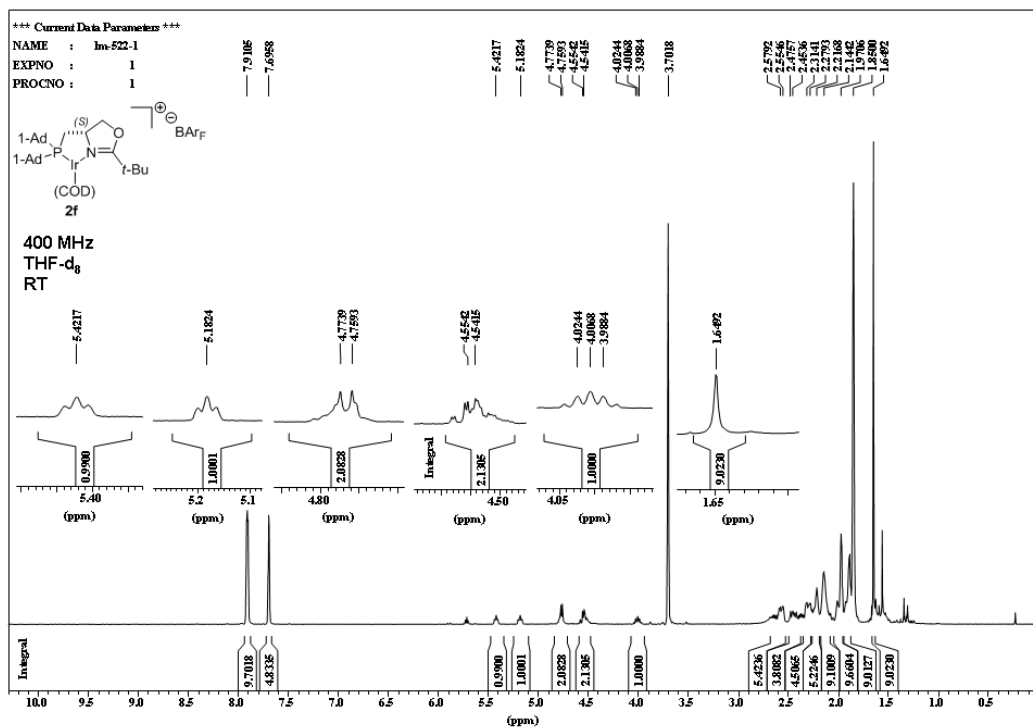 *** Current Data Parameters ***
NAME : lm-522-1
EXPNO : 1
PROCNO : 1
7.9105
7.6958
5.4217
5.1824
4.7739
4.7593
4.5542
4.5415
4.0244
4.0068
3.9884
3.7018
2.5792
2.5546
2.4757
2.4536
2.3141
2.2793
2.2168
2.1442
1.9706
1.8500
1.6492
(S)
1-Ad
1-Ad
P
N
O
Ir
t-Bu
(COD)
+
⊖
BArF
2f
400 MHz
THF-d8
RT
5.4217
5.1824
4.7739
4.7593
4.5542
4.5415
4.0244
4.0068
3.9884
1.6492
0.9900
1.0001
2.0828
Integral
2.1305
1.0000
9.0230
5.40
5.2 5.1
4.80
4.50
4.05
1.65
(ppm) (ppm) (ppm) (ppm) (ppm) (ppm)
Integral
9.7018
4.8335
0.9900
1.0001
2.0828
2.1305
1.0000
5.4236
3.8082
4.5065
5.2246
9.1009
9.6604
9.0127
9.0230
10.0 9.5 9.0 8.5 8.0 7.5 7.0 6.5 6.0 5.5 5.0 4.5 4.0 3.5 3.0 2.5 2.0 1.5 1.0 0.5 0.0
(ppm)